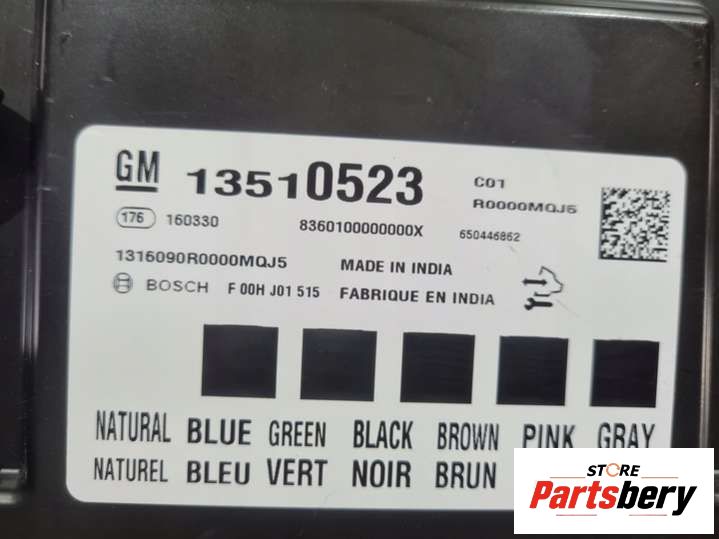 GM 13510523 C01
R0000MQJ5
176 160330 8360100000000X 650446862
1316090R0000MQJ5 MADE IN INDIA
BOSCH F 00H J01 515 FABRIQUE EN INDIA
NATURAL BLUE GREEN BLACK BROWN PINK GRAY
NATUREL BLEU VERT NOIR BRUN
STORE
Partsbery